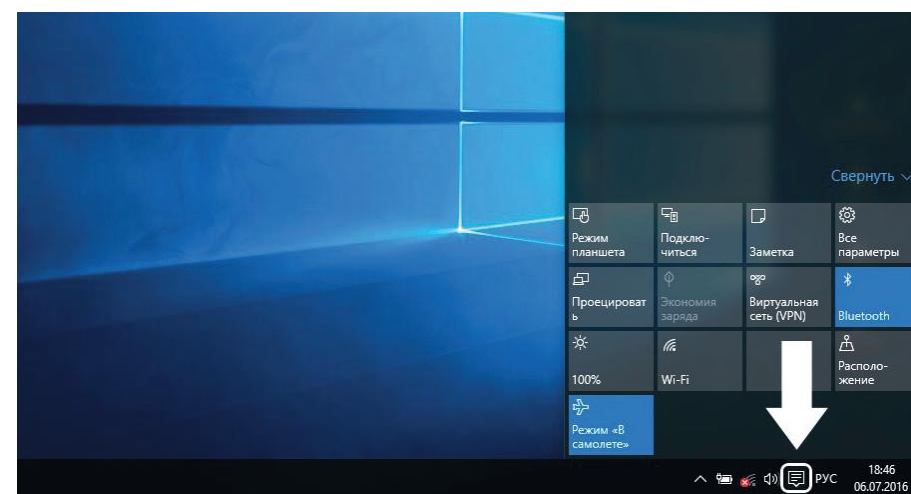 Свернуть
Режим
планшета
Подклю-
читься
Заметка
Все
параметры
Проецироват
ь
Экономия
заряда
Виртуальная
сеть (VPN)
Bluetooth
100%
Wi-Fi
Располо-
жение
Режим «В
самолете»
РУС
18:46
06.07.2016